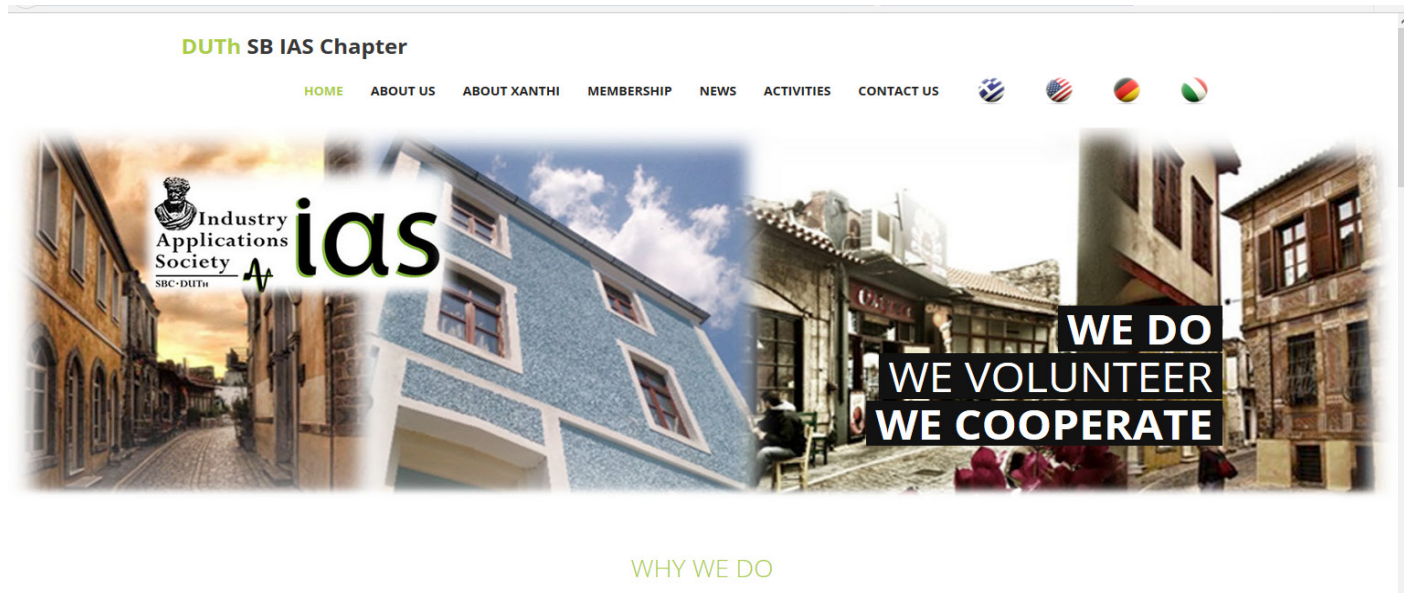 DUTh SB IAS Chapter
HOME ABOUT US ABOUT XANTHI MEMBERSHIP NEWS ACTIVITIES CONTACT US
Industry
Applications
Society
SBC·DUTH
ias
WE DO
WE VOLUNTEER
WE COOPERATE
WHY WE DO